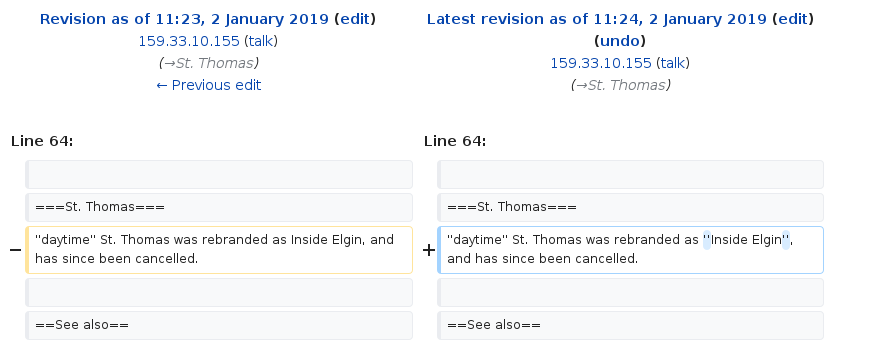 Revision as of 11:23, 2 January 2019 (edit)
159.33.10.155 (talk)
(→St. Thomas)
← Previous edit
Latest revision as of 11:24, 2 January 2019 (edit)
(undo)
159.33.10.155 (talk)
(→St. Thomas)
Line 64:
Line 64:
===St. Thomas===
===St. Thomas===
− ''daytime'' St. Thomas was rebranded as Inside Elgin, and
has since been cancelled.
+ ''daytime'' St. Thomas was rebranded as ''Inside Elgin'',
and has since been cancelled.
==See also==
==See also==